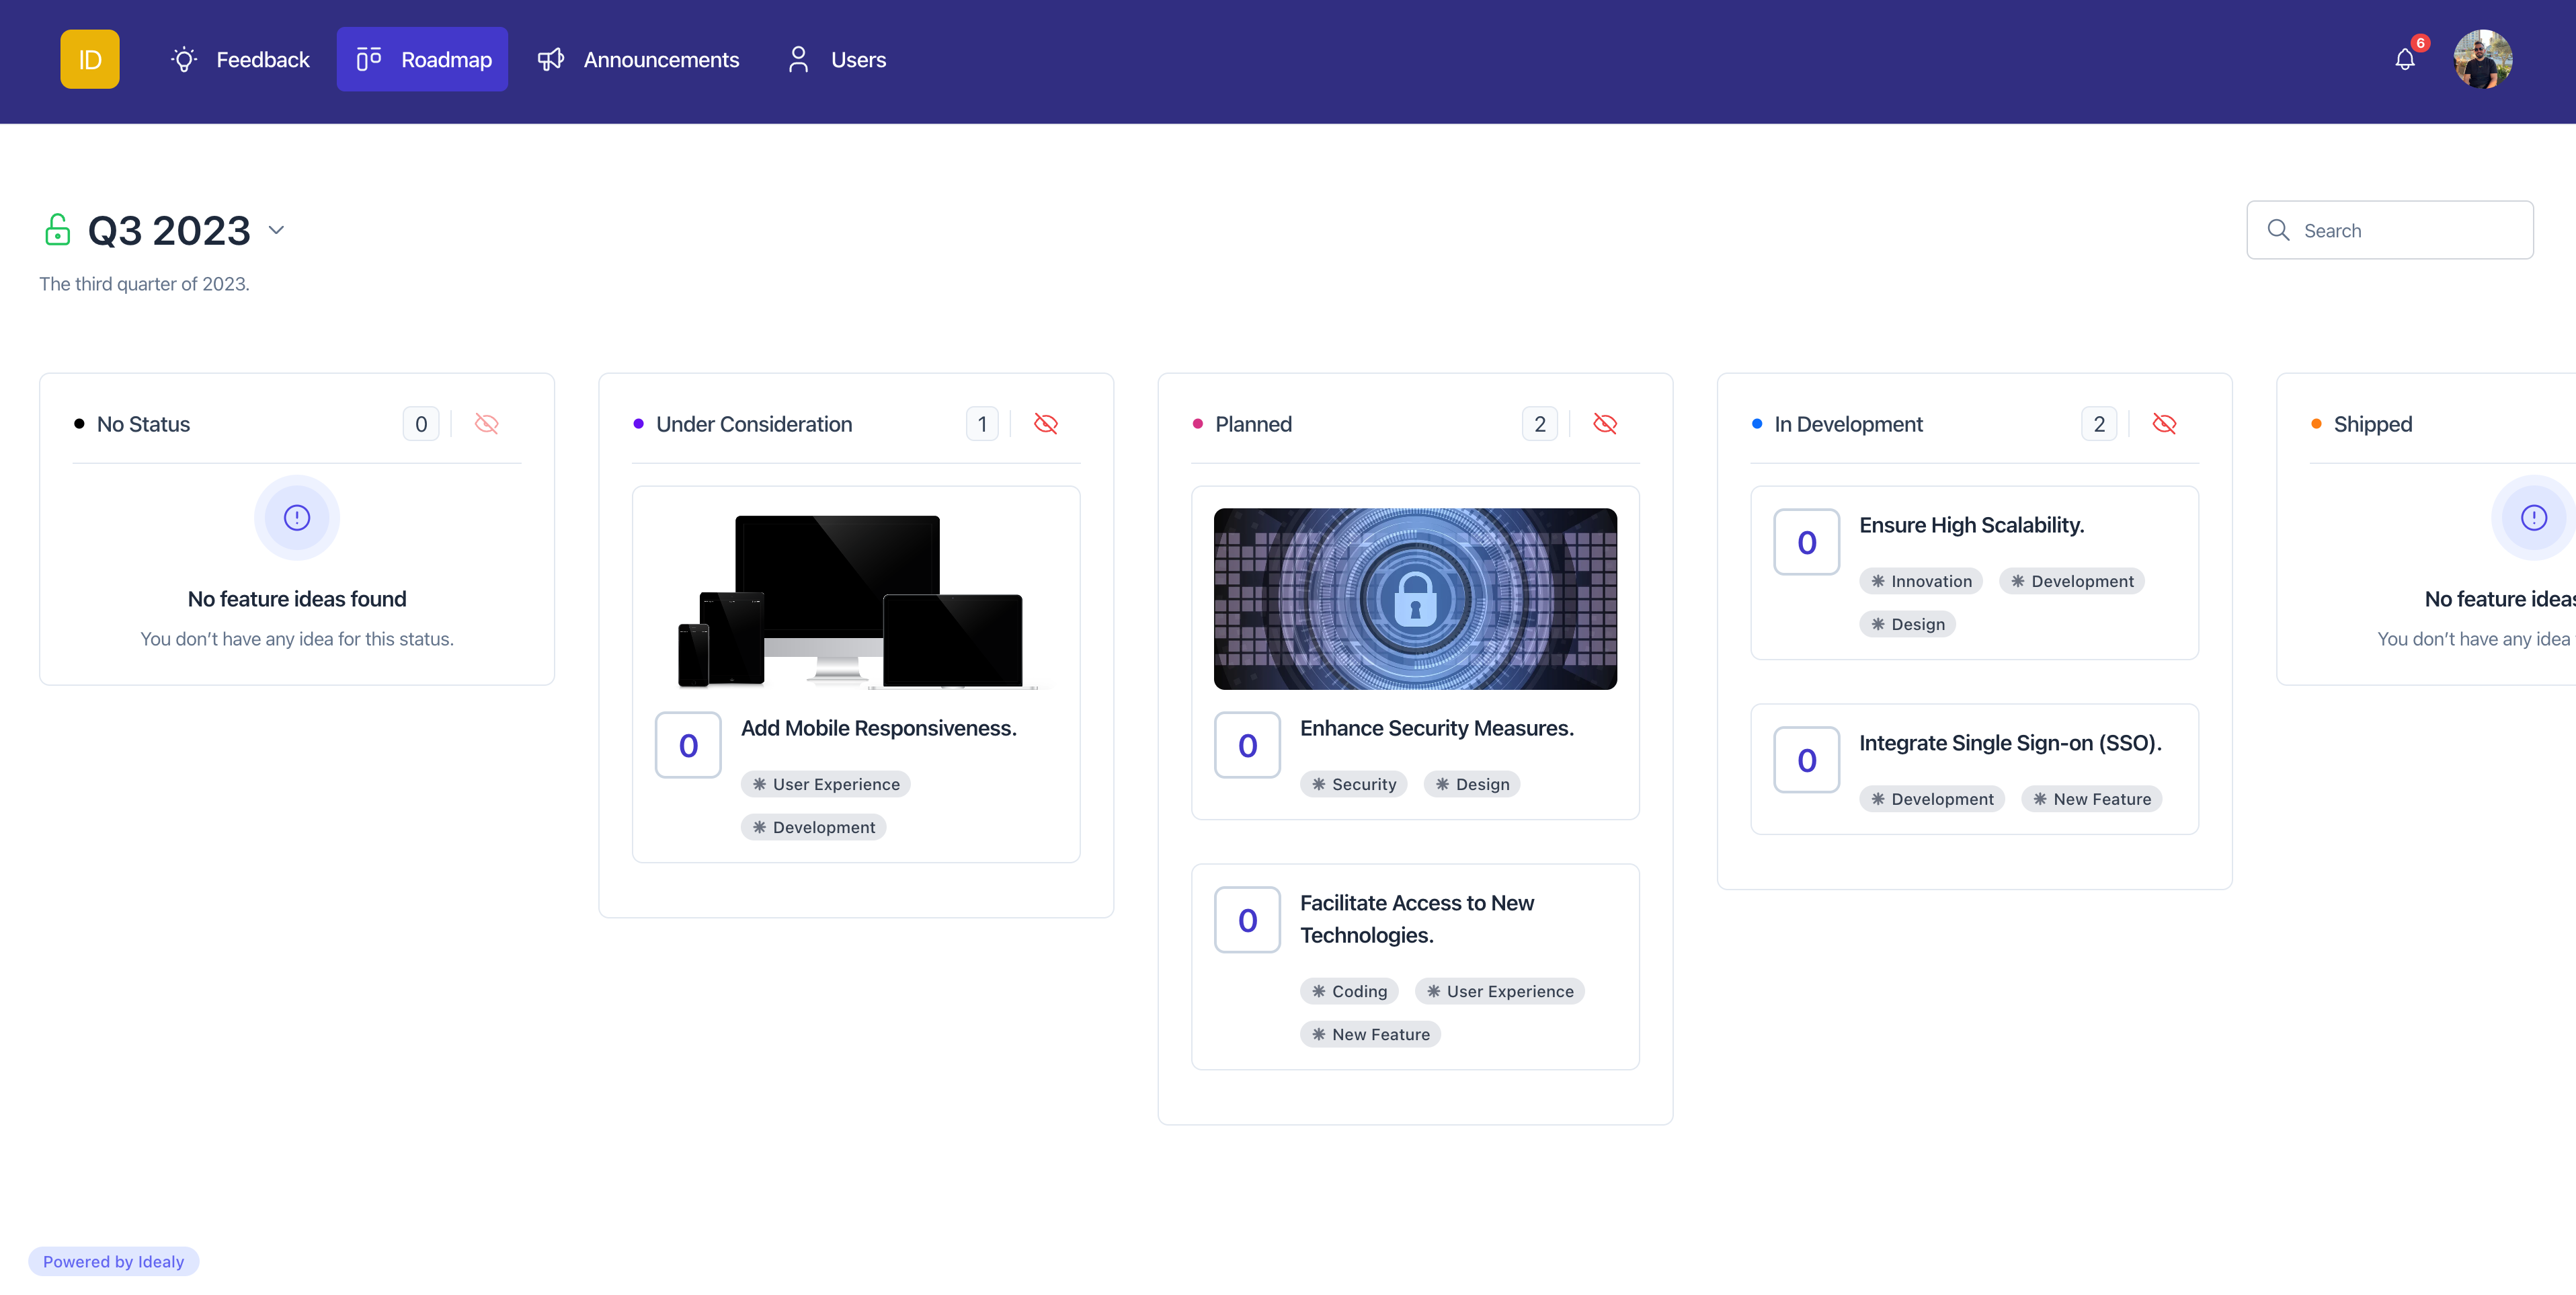 ID
Feedback
Roadmap
Announcements
Users
6
Q3 2023
Search
The third quarter of 2023.
No Status
0
No feature ideas found
You don’t have any idea for this status.
Under Consideration
1
0
Add Mobile Responsiveness.
User Experience
Development
Planned
2
0
Enhance Security Measures.
Security
Design
0
Facilitate Access to New
Technologies.
Coding
User Experience
New Feature
In Development
2
0
Ensure High Scalability.
Innovation
Development
Design
0
Integrate Single Sign-on (SSO).
Development
New Feature
Shipped
No feature ideas
You don’t have any idea
Powered by Idealy